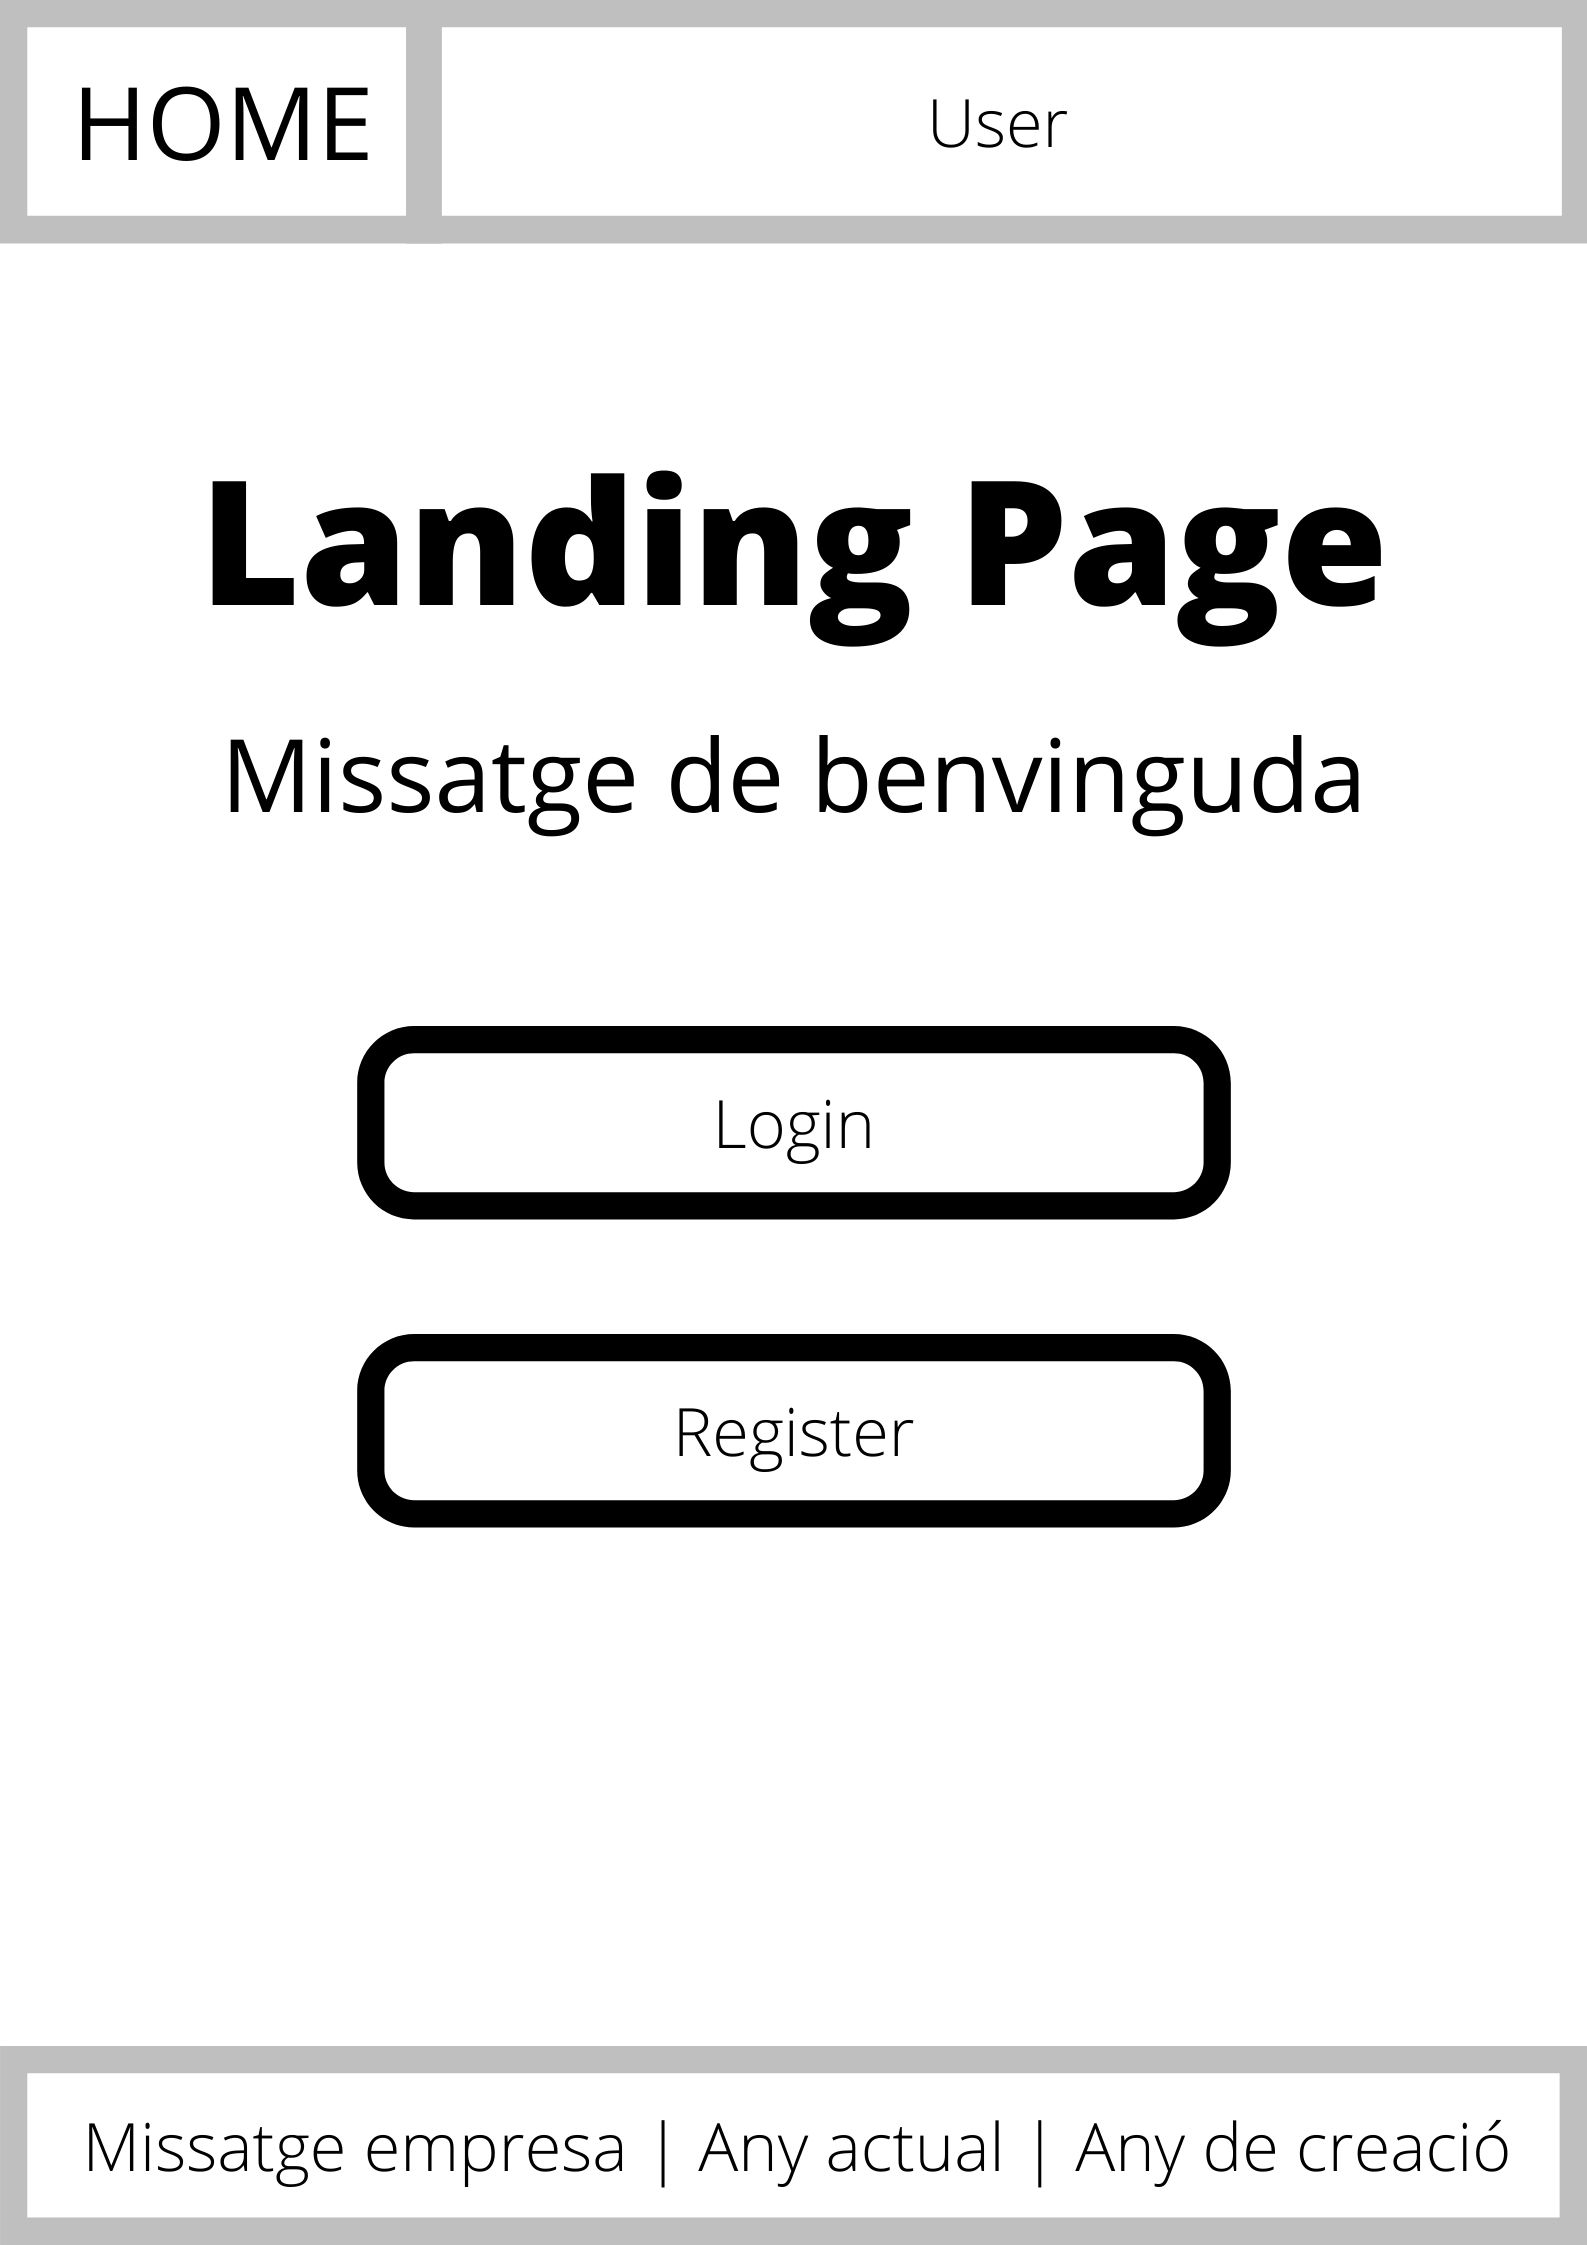 HOME
User
Landing Page
Missatge de benvinguda
Login
Register
Missatge empresa | Any actual | Any de creació